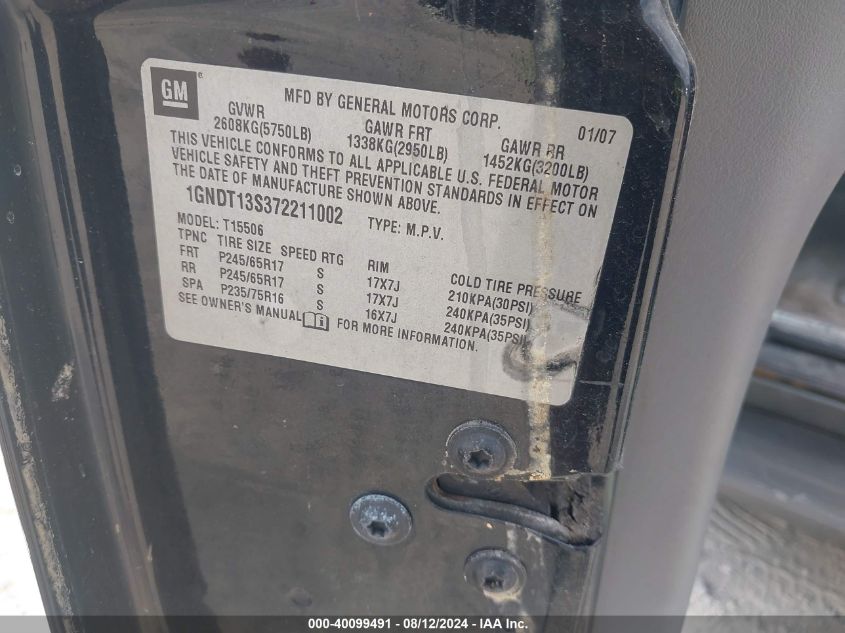 GM
MFD BY GENERAL MOTORS CORP. 01/07
GVWR GAWR FRT GAWR RR
2608KG(5750LB) 1338KG(2950LB) 1452KG(3200LB)
THIS VEHICLE CONFORMS TO ALL APPLICABLE U.S. FEDERAL MOTOR
VEHICLE SAFETY AND THEFT PREVENTION STANDARDS IN EFFECT ON
THE DATE OF MANUFACTURE SHOWN ABOVE.
1GNDT13S372211002 TYPE: M.P.V.
MODEL: T15506
TPNC TIRE SIZE SPEED RTG RIM COLD TIRE PRESSURE
FRT P245/65R17 S 17X7J 210KPA(30PSI)
RR P245/65R17 S 17X7J 240KPA(35PSI)
SPA P235/75R16 S 16X7J 240KPA(35PSI)
SEE OWNER'S MANUAL FOR MORE INFORMATION.
000-40099491 - 08/12/2024 - IAAI.COM